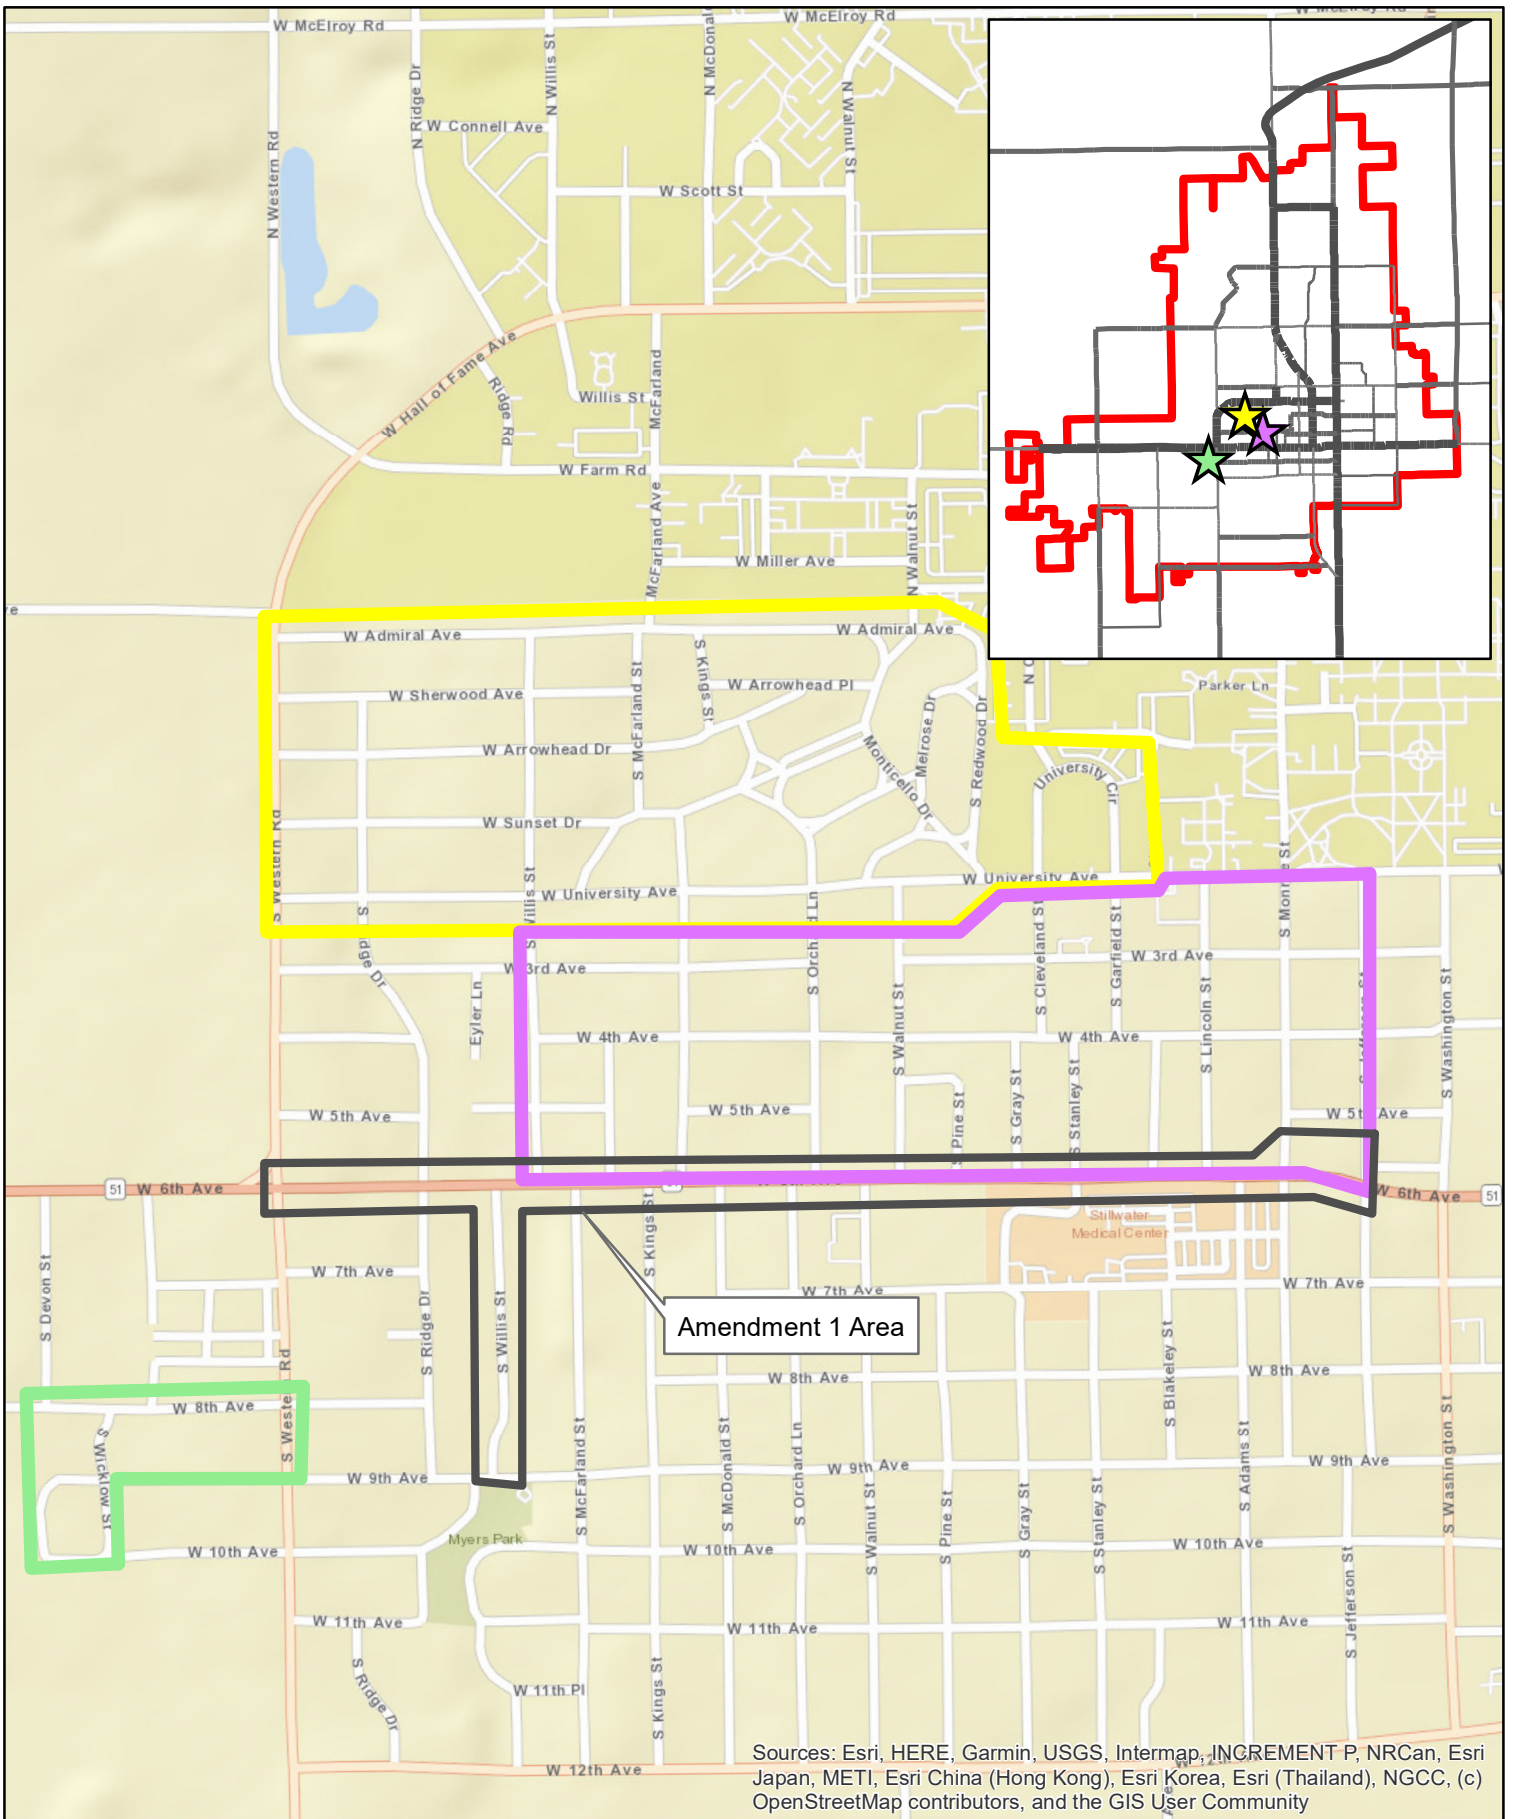 W McElroy Rd
W McElroy Rd
N Western Rd
N Ridge Dr
N Willis St
N McDonal
N Walnut St
W Connell Ave
W Scott St
W Hall of Fame Ave
Ridge Rd
Willis St
McFarland
W Farm Rd
McFarland Ave
N Walnut St
W Miller Ave
W Admiral Ave
W Admiral Ave
S Kings St
S McFarland St
W Sherwood Ave
W Arrowhead Pl
Parker Ln
W Arrowhead Dr
Melrose Dr
S Redwood Dr
Monticello Dr
University Cir
W Sunset Dr
S Western Rd
W University Ave
W University Ave
S Monroe St
S Orchard Ln
S Cleveland St
S Garfield St
W 3rd Ave
W 3rd Ave
Eyler Ln
S Walnut St
S Lincoln St
S Washington St
W 4th Ave
W 4th Ave
W 5th Ave
W 5th Ave
W 5th Ave
Pine St
S Gray St
S Stanley St
51
W 6th Ave
W 6th Ave
51
Stillwater
Medical Center
S Kings St
S Devon St
W 7th Ave
W 7th Ave
W 7th Ave
S Ridge Dr
S Willis St
Amendment 1 Area
W 8th Ave
W 8th Ave
W 8th Ave
S Blakeley St
S Wicklow St
S McFarland St
S McDonald St
S Orchard Ln
S Adams St
S Washington St
W 9th Ave
W 9th Ave
W 9th Ave
S Walnut St
S Pine St
S Gray St
S Stanley St
Myers Park
W 10th Ave
W 10th Ave
W 10th Ave
S Jefferson St
W 11th Ave
W 11th Ave
W 11th Ave
S Ridge Dr
W 11th Pl
S Kings St
W 12th Ave
Sources: Esri, HERE, Garmin, USGS, Intermap, INCREMENT P, NRCan, Esri
Japan, METI, Esri China (Hong Kong), Esri Korea, Esri (Thailand), NGCC, (c)
OpenStreetMap contributors, and the GIS User Community